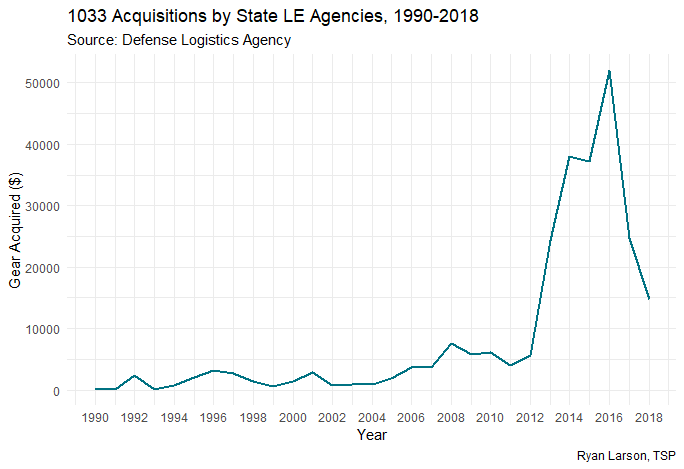 1033 Acquisitions by State LE Agencies, 1990-2018
Source: Defense Logistics Agency
50000
40000
30000
20000
10000
0
Gear Acquired ($)
1990 1992 1994 1996 1998 2000 2002 2004 2006 2008 2010 2012 2014 2016 2018
Year
Ryan Larson, TSP